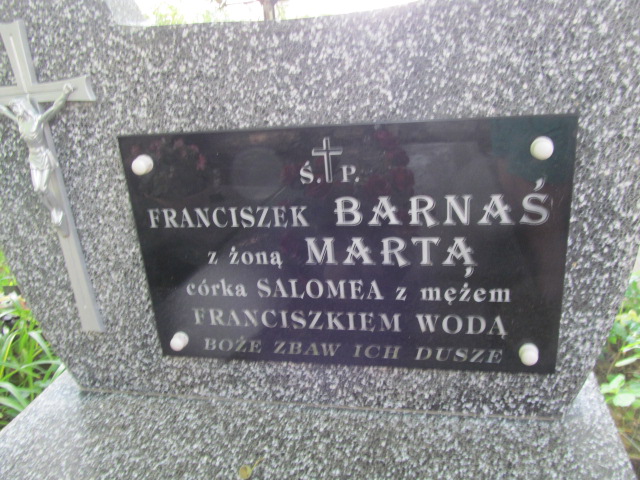 Ś. P.
FRANCISZEK BARNAŚ
z żoną MARTĄ
córka SALOMEA z mężem
FRANCISZKIEM WODĄ
BOŻE ZBAW ICH DUSZE